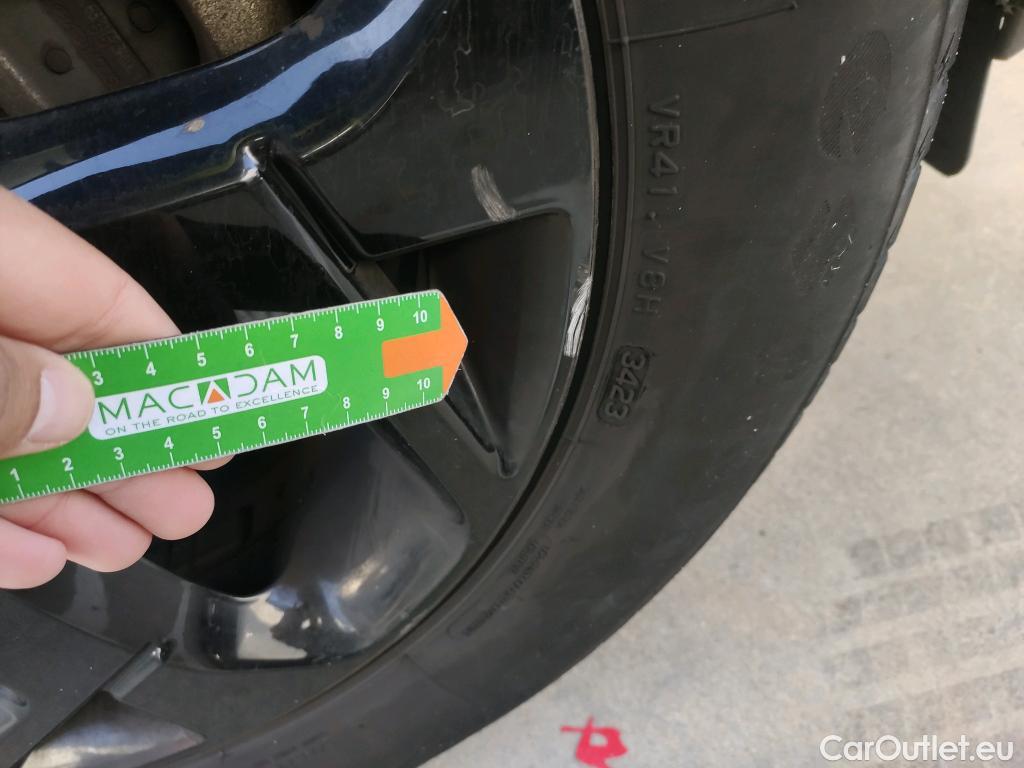 VR41 · V6H
3423
3 4 5 6 7 8 9 10
MACADAM
ON THE ROAD TO EXCELLENCE
1 2 3 4 5 6 7 8 9 10
CarOutlet.eu